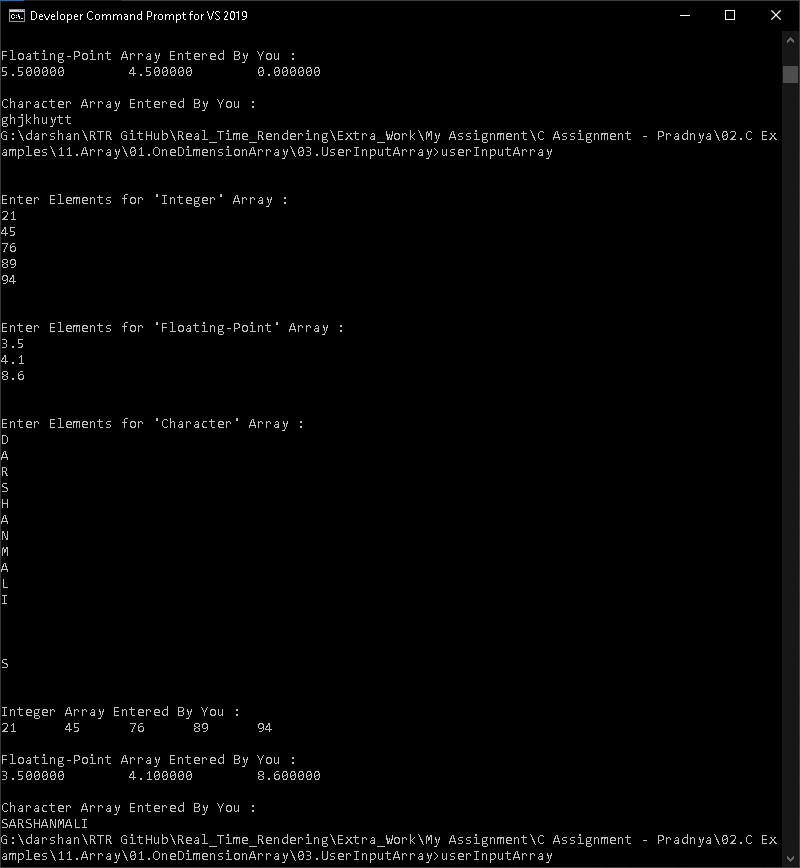 Developer Command Prompt for VS 2019
Floating-Point Array Entered By You :
5.500000 4.500000 0.000000
Character Array Entered By You :
ghjkhuytt
G:\darshan\RTR GitHub\Real_Time_Rendering\Extra_Work\My Assignment\C Assignment - Pradnya\02.C Ex
amples\11.Array\01.OneDimensionArray\03.UserInputArray>userInputArray
Enter Elements for 'Integer' Array :
21
45
76
89
94
Enter Elements for 'Floating-Point' Array :
3.5
4.1
8.6
Enter Elements for 'Character' Array :
D
A
R
S
H
A
N
M
A
L
I
S
Integer Array Entered By You :
21 45 76 89 94
Floating-Point Array Entered By You :
3.500000 4.100000 8.600000
Character Array Entered By You :
SARSHANMALI
G:\darshan\RTR GitHub\Real_Time_Rendering\Extra_Work\My Assignment\C Assignment - Pradnya\02.C Ex
amples\11.Array\01.OneDimensionArray\03.UserInputArray>userInputArray